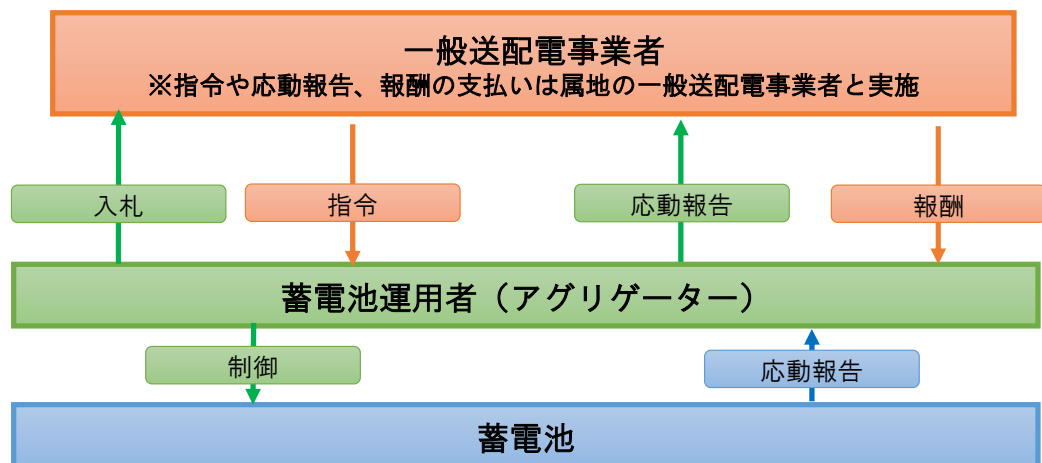 一般送配電事業者
※指令や応動報告、報酬の支払いは属地の一般送配電事業者と実施
入札
指令
応動報告
報酬
蓄電池運用者（アグリゲーター）
制御
応動報告
蓄電池